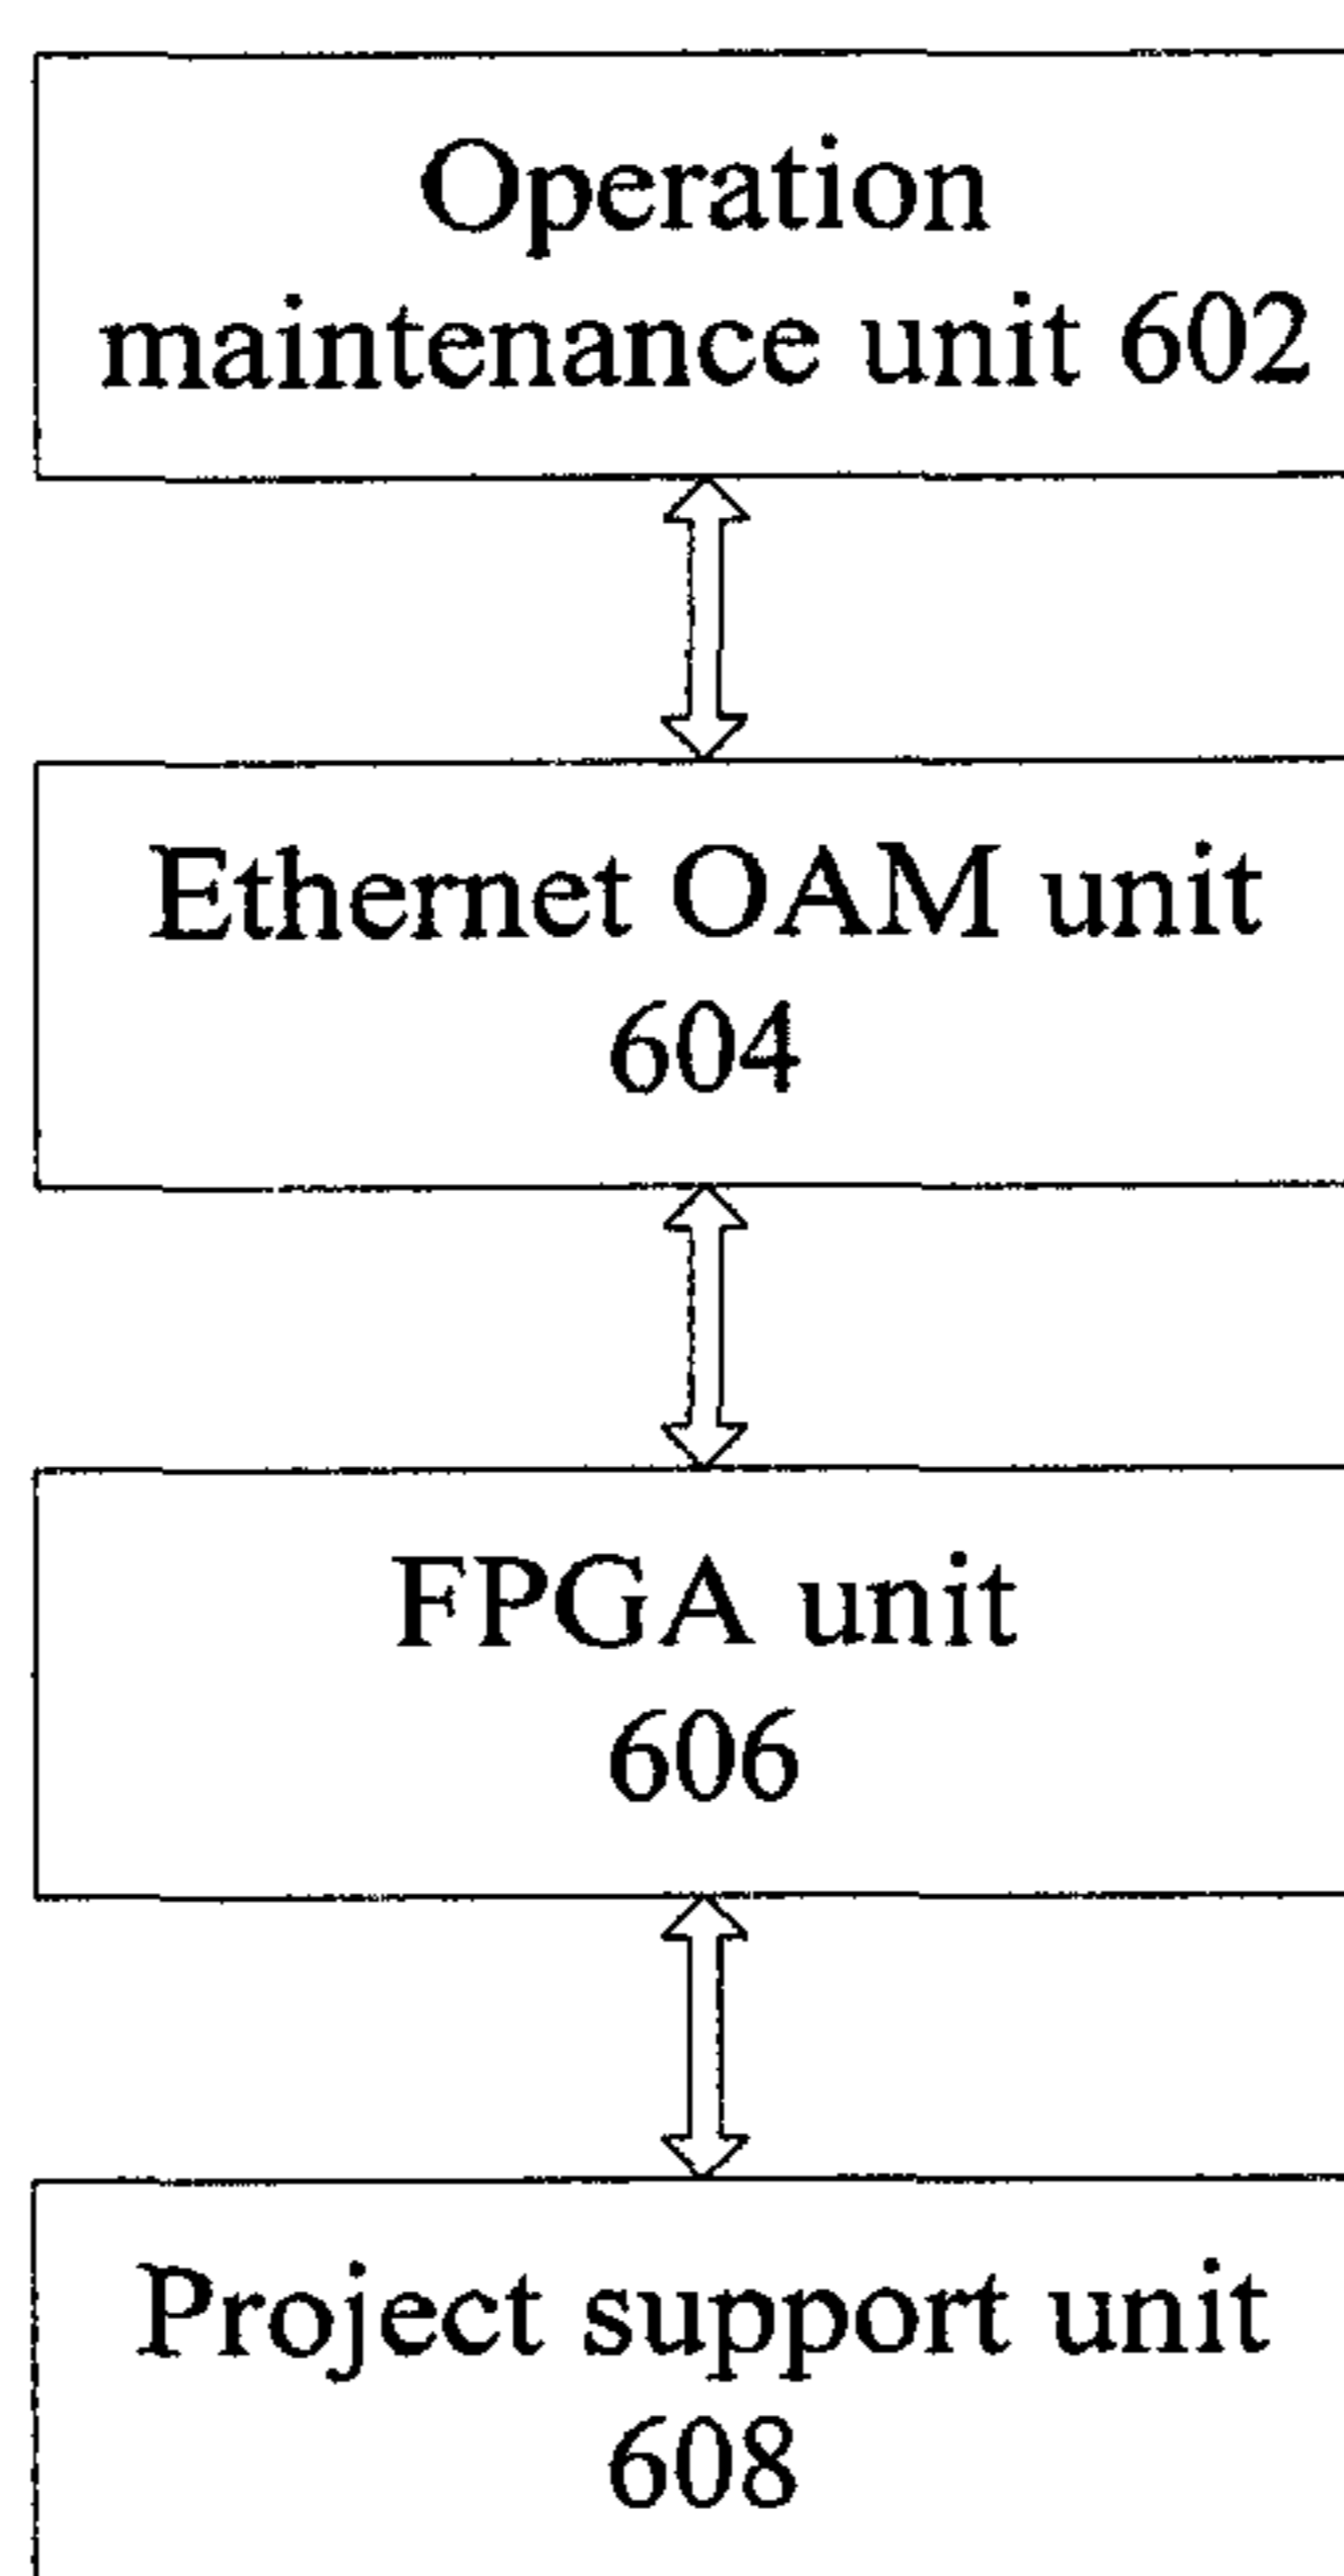 Operation
maintenance unit 602
Ethernet OAM unit
604
FPGA unit
606
Project support unit
608